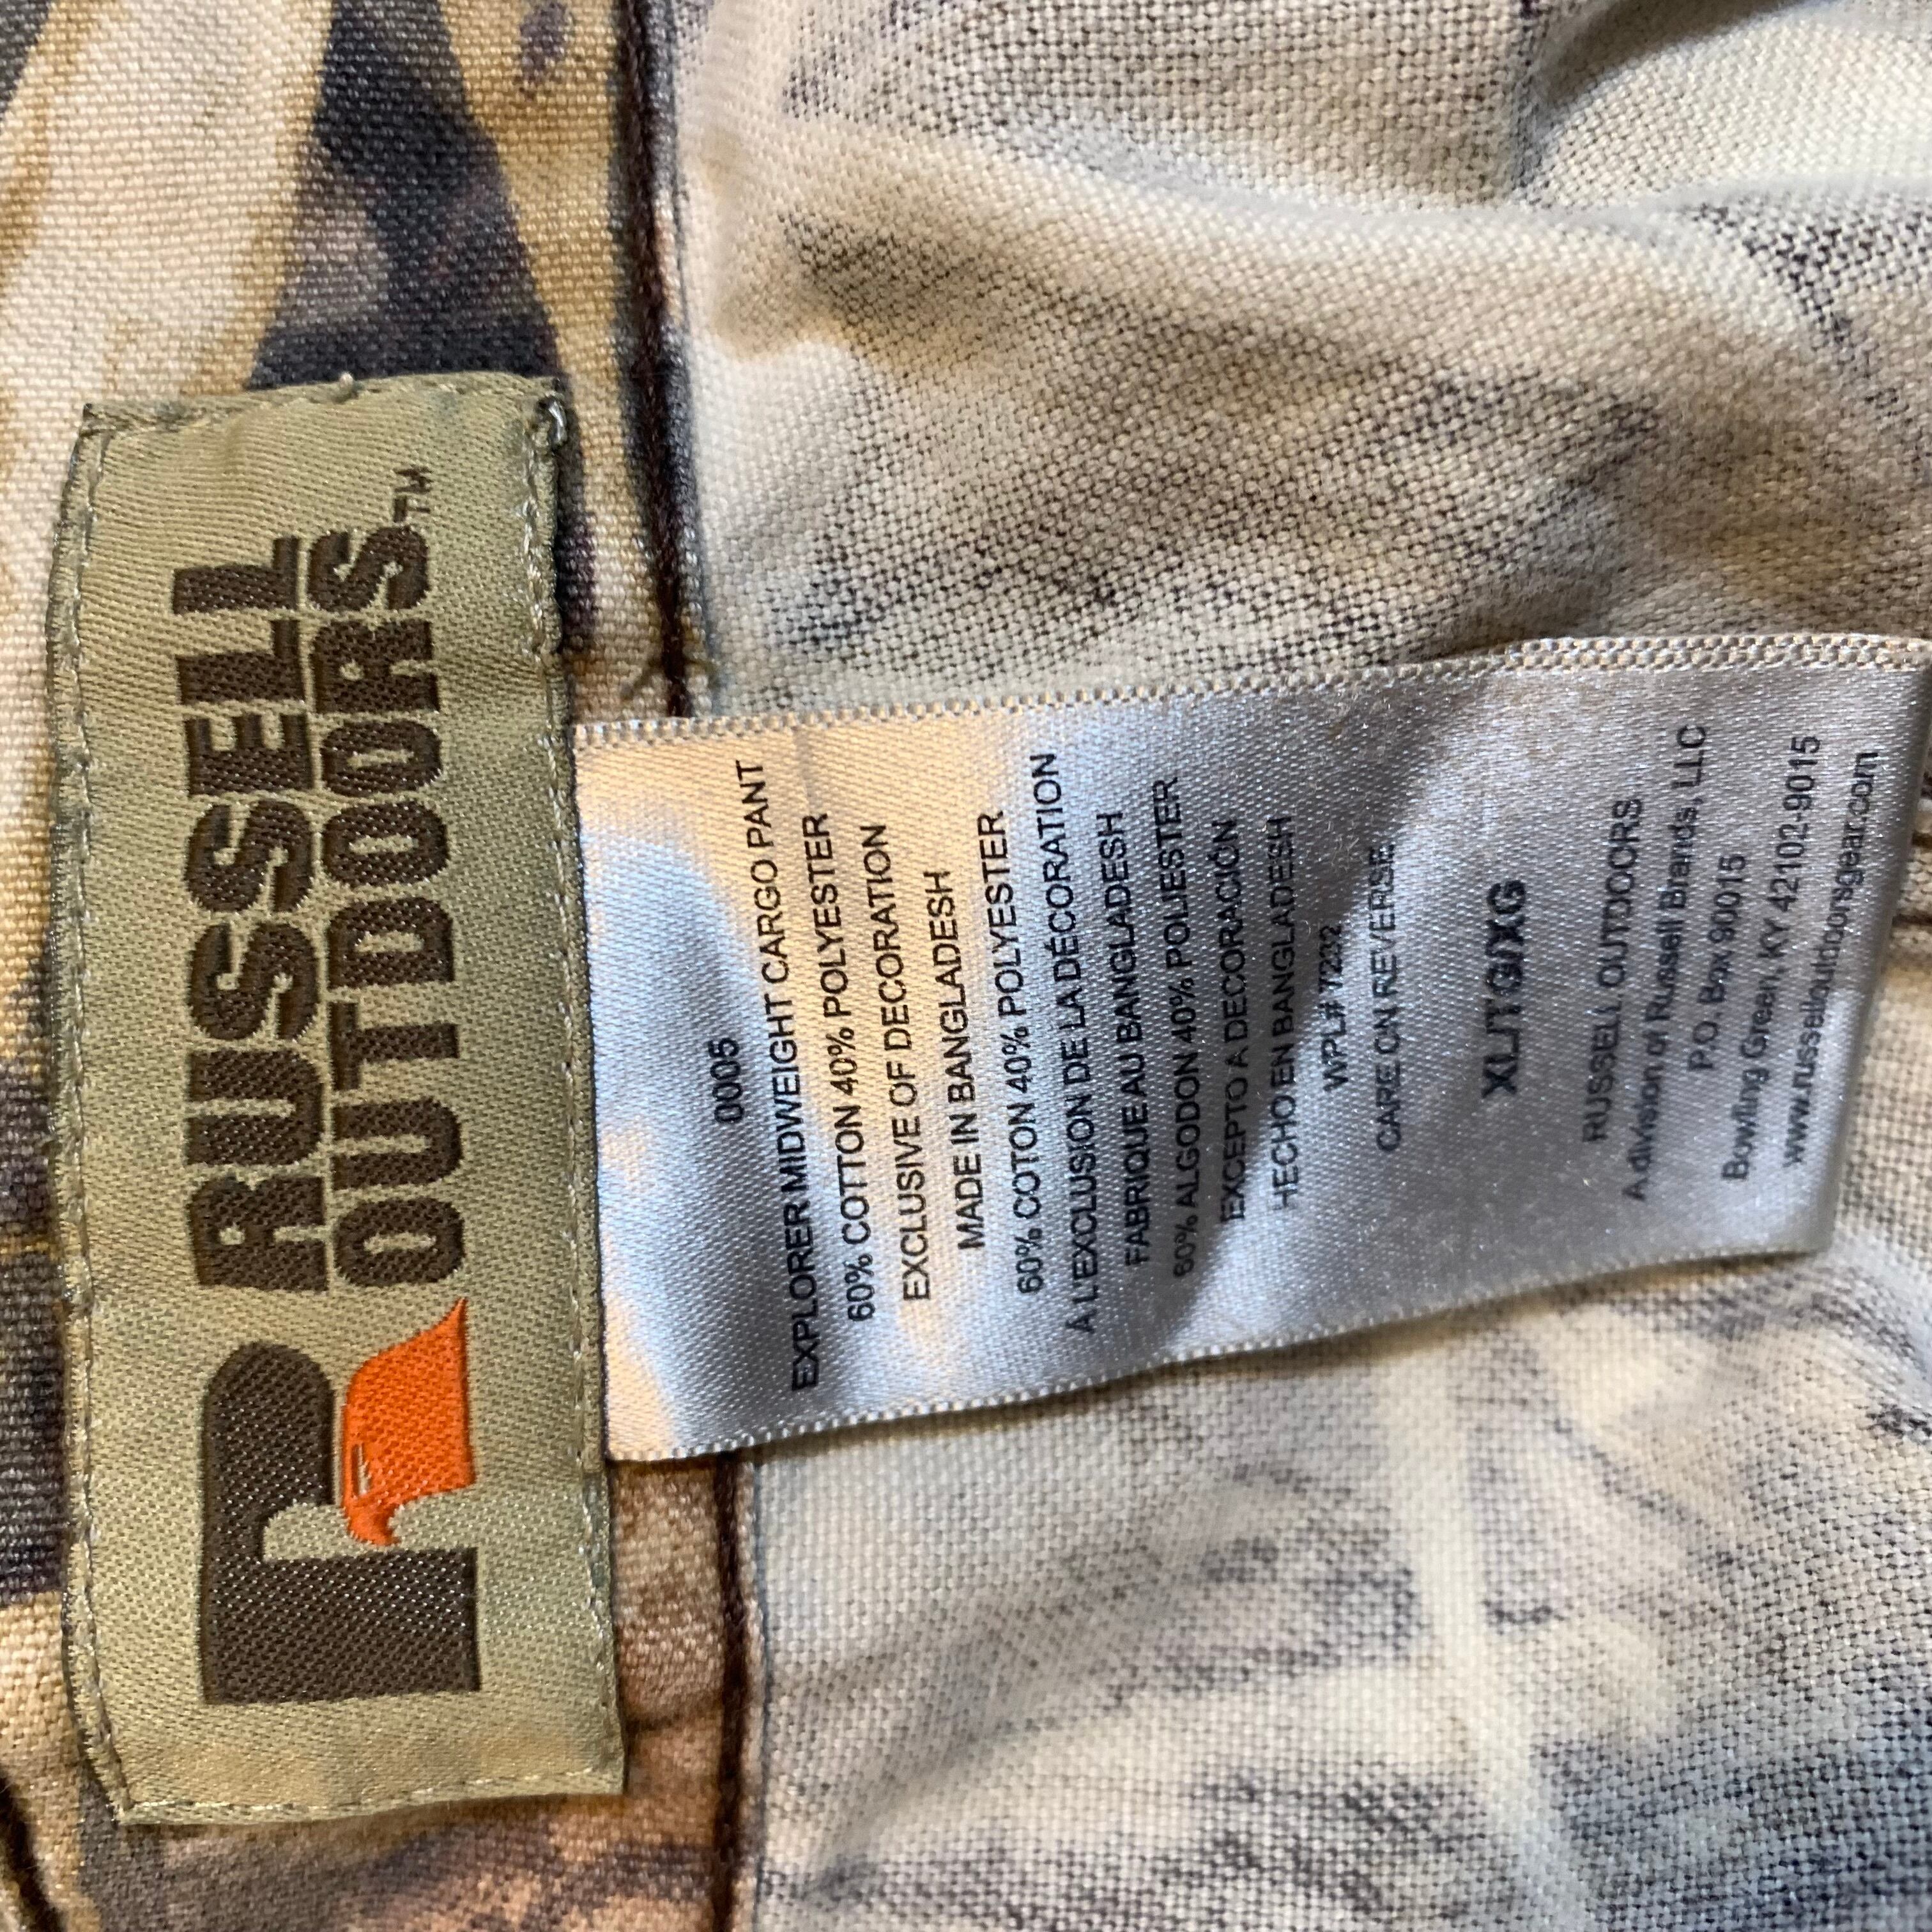 RUSSELL
OUTDOORS™
0005
EXPLORER MIDWEIGHT CARGO PANT
60% COTTON 40% POLYESTER
EXCLUSIVE OF DECORATION
MADE IN BANGLADESH
60% COTON 40% POLYESTER
A L'EXCLUSION DE LA DÉCORATION
FABRIQUE AU BANGLADESH
60% ALGODON 40% POLIESTER
EXCEPTO A DECORACIÓN
HECHO EN BANGLADESH
WPL# 7292
CARE ON REVERSE
XL/TG/XG
RUSSELL OUTDOORS
A division of Russell Brands, LLC
P.O. Box 90015
Bowling Green, KY 42102-9015
www.russelloutdoorsgear.com